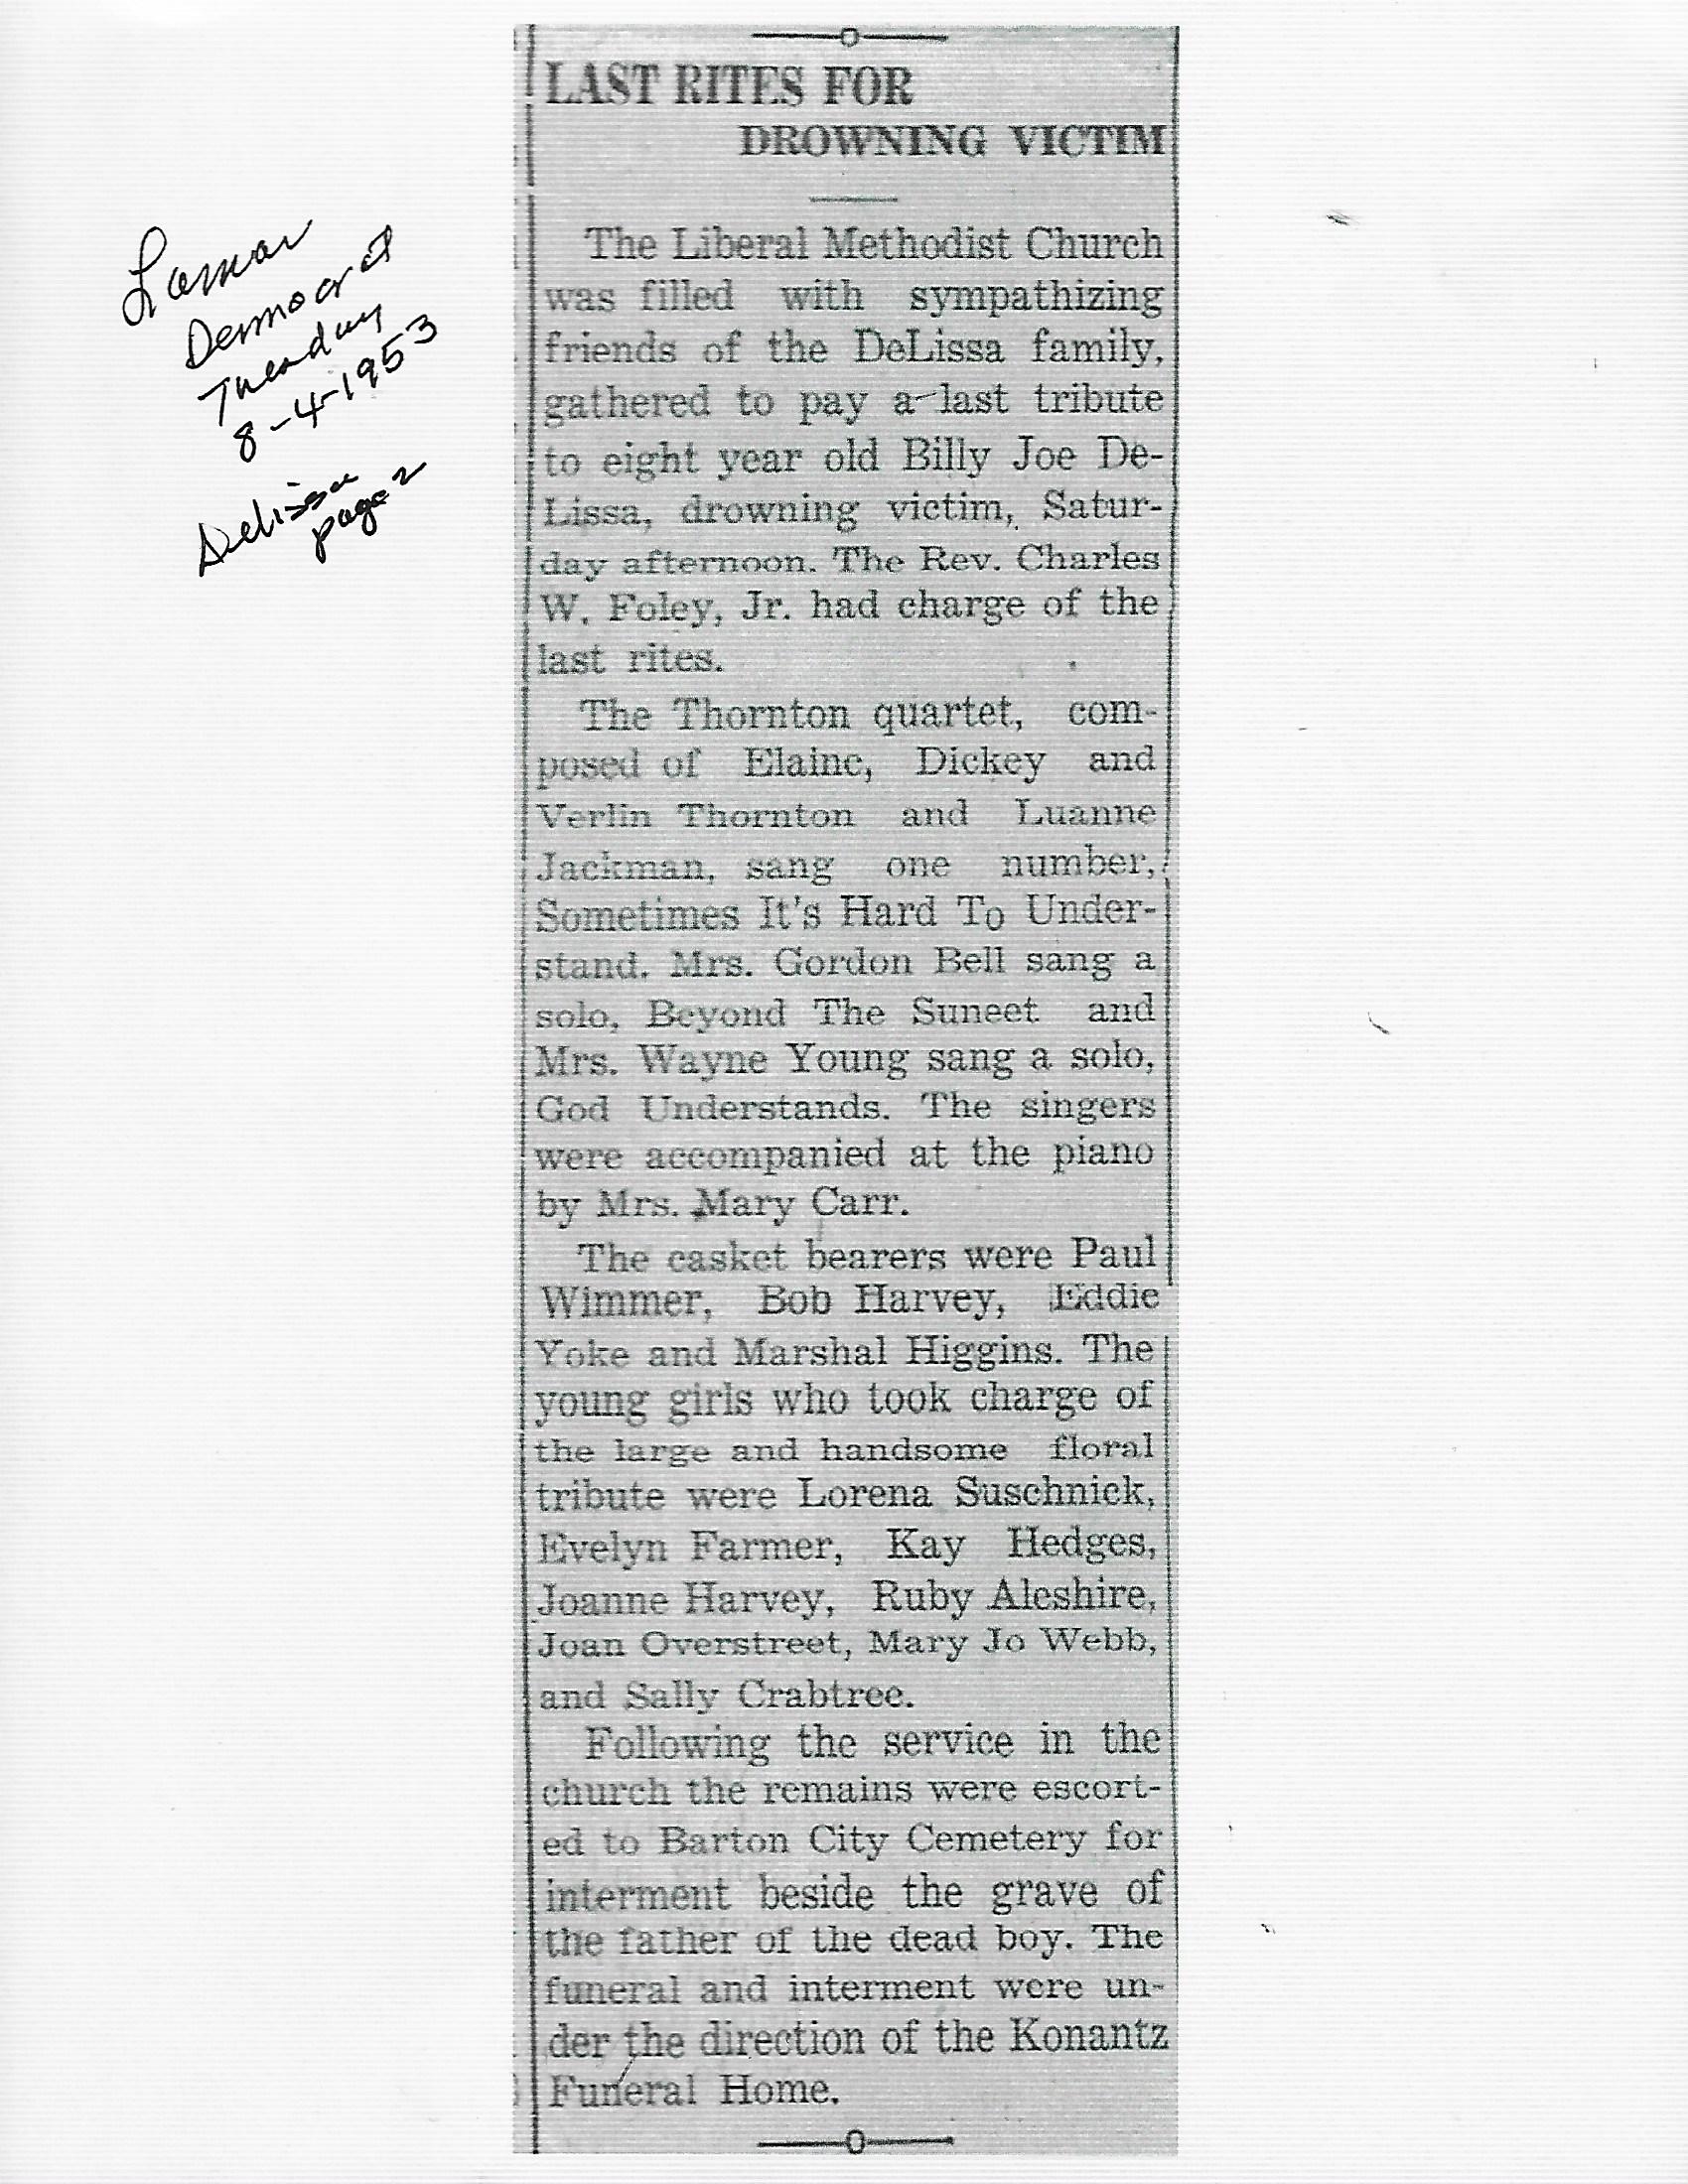 Lamar
Democrat
Tuesday
8-4-1953
Delissa
page 2
LAST RITES FOR
DROWNING VICTIM
The Liberal Methodist Church
was filled with sympathizing
friends of the DeLissa family,
gathered to pay a last tribute
to eight year old Billy Joe De-
Lissa, drowning victim, Satur-
day afternoon. The Rev. Charles
W. Foley, Jr. had charge of the
last rites.
The Thornton quartet, com-
posed of Elaine, Dickey and
Verlin Thornton and Luanne
Jackman, sang one number,
Sometimes It's Hard To Under-
stand. Mrs. Gordon Bell sang a
solo, Beyond The Suneet and
Mrs. Wayne Young sang a solo,
God Understands. The singers
were accompanied at the piano
by Mrs. Mary Carr.
The casket bearers were Paul
Wimmer, Bob Harvey, Eddie
Yoke and Marshal Higgins. The
young girls who took charge of
the large and handsome floral
tribute were Lorena Suschnick,
Evelyn Farmer, Kay Hedges,
Joanne Harvey, Ruby Aleshire,
Joan Overstreet, Mary Jo Webb,
and Sally Crabtree.
Following the service in the
church the remains were escort-
ed to Barton City Cemetery for
interment beside the grave of
the father of the dead boy. The
funeral and interment were un-
der the direction of the Konantz
Funeral Home.